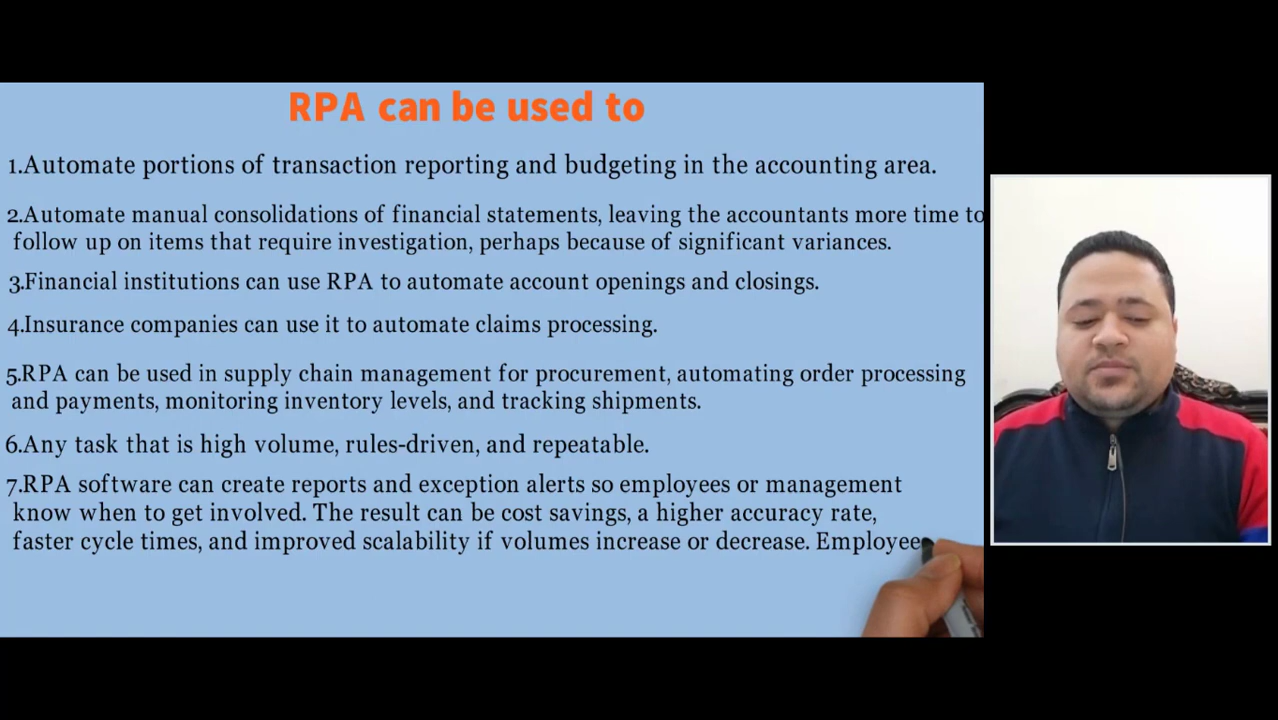 RPA can be used to
1.Automate portions of transaction reporting and budgeting in the accounting area.
2.Automate manual consolidations of financial statements, leaving the accountants more time to
follow up on items that require investigation, perhaps because of significant variances.
3.Financial institutions can use RPA to automate account openings and closings.
4.Insurance companies can use it to automate claims processing.
5.RPA can be used in supply chain management for procurement, automating order processing
and payments, monitoring inventory levels, and tracking shipments.
6.Any task that is high volume, rules-driven, and repeatable.
7.RPA software can create reports and exception alerts so employees or management
know when to get involved. The result can be cost savings, a higher accuracy rate,
faster cycle times, and improved scalability if volumes increase or decrease. Employee